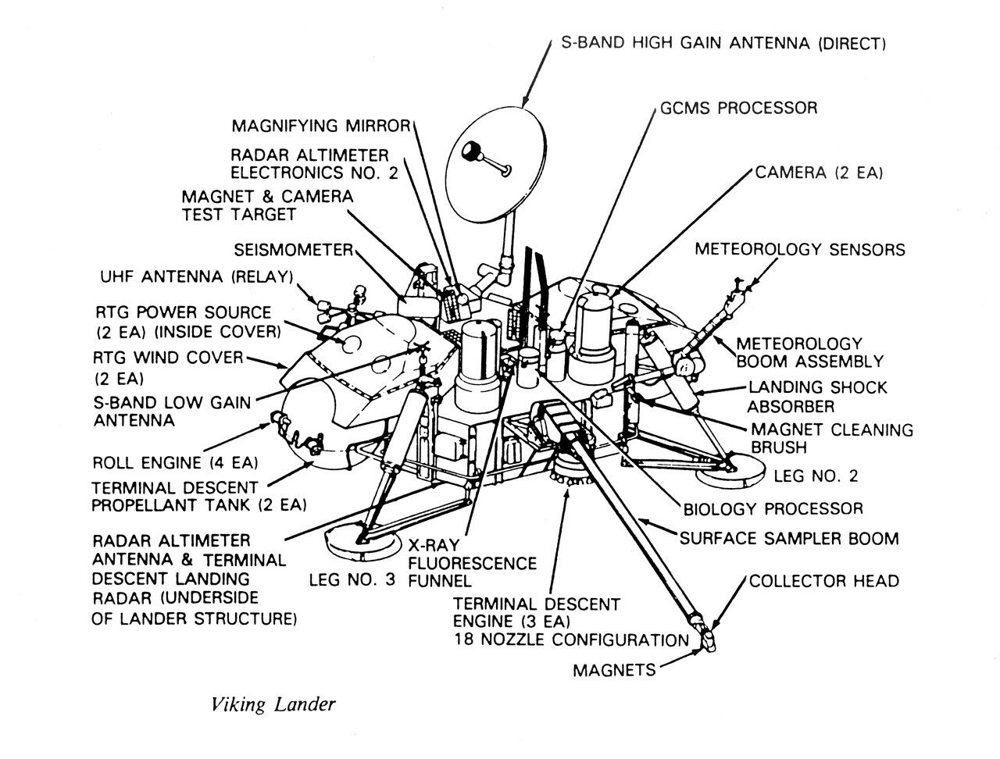 S-BAND HIGH GAIN ANTENNA (DIRECT)
GCMS PROCESSOR
MAGNIFYING MIRROR
RADAR ALTIMETER
ELECTRONICS NO. 2
CAMERA (2 EA)
MAGNET & CAMERA
TEST TARGET
SEISMOMETER
METEOROLOGY SENSORS
UHF ANTENNA (RELAY)
RTG POWER SOURCE
(2 EA) (INSIDE COVER)
METEOROLOGY
BOOM ASSEMBLY
RTG WIND COVER
(2 EA)
LANDING SHOCK
ABSORBER
S-BAND LOW GAIN
ANTENNA
MAGNET CLEANING
BRUSH
ROLL ENGINE (4 EA)
LEG NO. 2
TERMINAL DESCENT
PROPELLANT TANK (2 EA)
BIOLOGY PROCESSOR
SURFACE SAMPLER BOOM
RADAR ALTIMETER
ANTENNA & TERMINAL
DESCENT LANDING
RADAR (UNDERSIDE
OF LANDER STRUCTURE)
LEG NO. 3
X-RAY
FLUORESCENCE
FUNNEL
COLLECTOR HEAD
TERMINAL DESCENT
ENGINE (3 EA)
18 NOZZLE CONFIGURATION
MAGNETS
Viking Lander